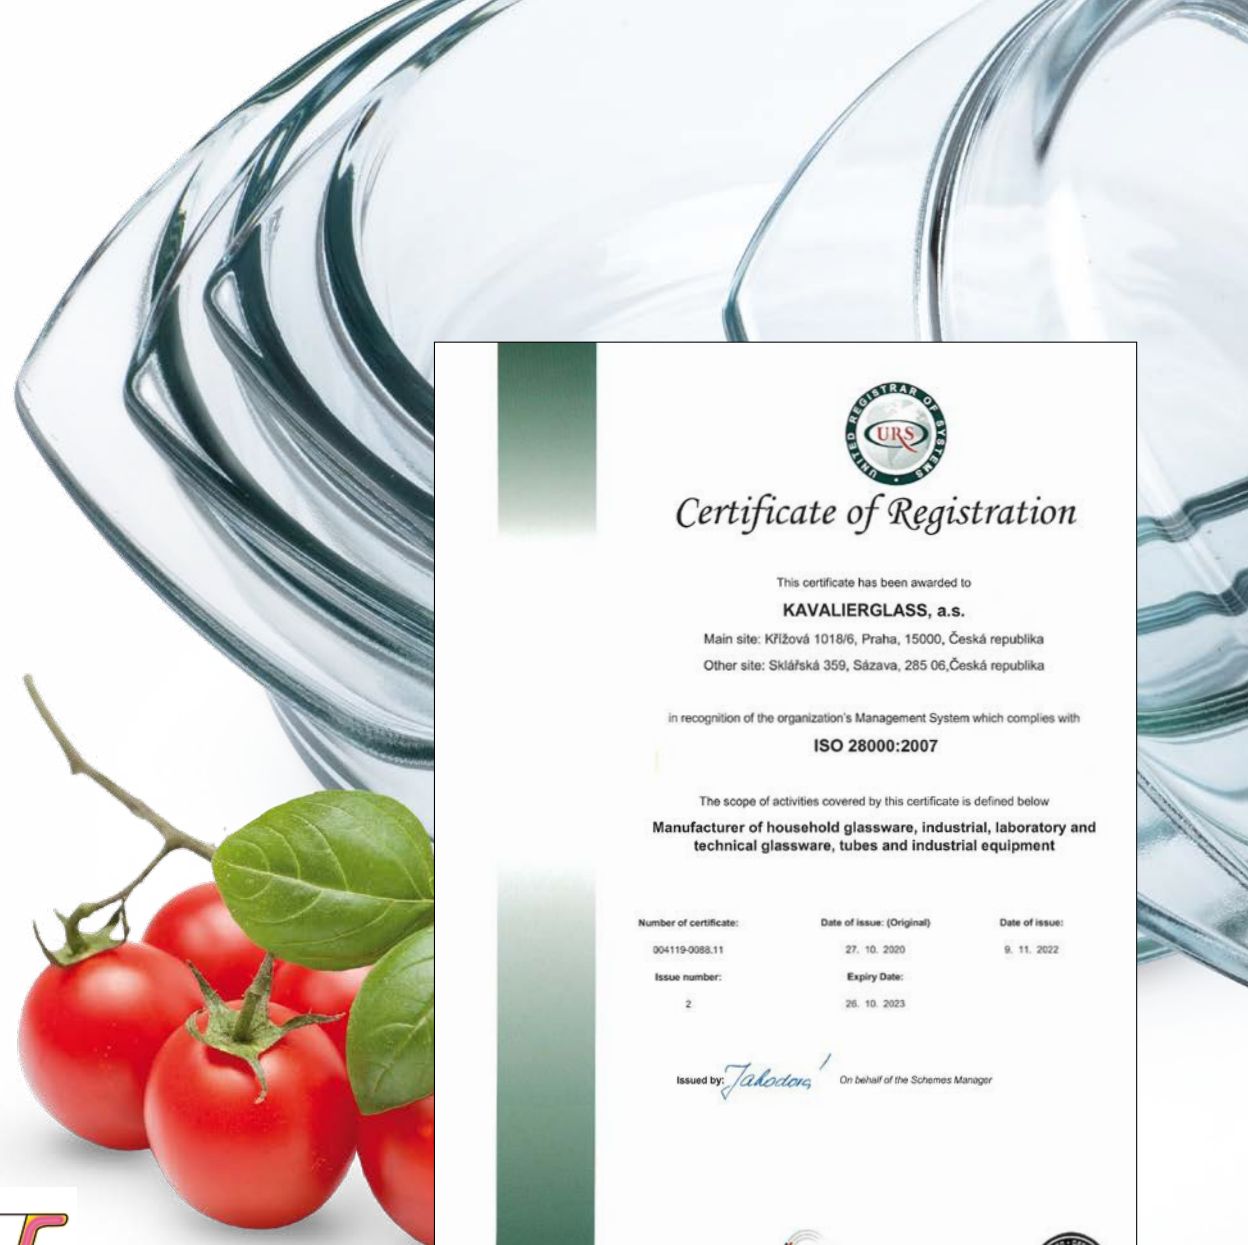 UNITED REGISTRAR OF SYSTEMS
URS
Certificate of Registration
This certificate has been awarded to
KAVALIERGLASS, a.s.
Main site: Křížová 1018/6, Praha, 15000, Česká republika
Other site: Sklářská 359, Sázava, 285 06,Česká republika
in recognition of the organization's Management System which complies with
ISO 28000:2007
The scope of activities covered by this certificate is defined below
Manufacturer of household glassware, industrial, laboratory and
technical glassware, tubes and industrial equipment
Number of certificate: Date of issue: (Original) Date of issue:
004119-0088.11 27. 10. 2020 9. 11. 2022
Issue number: Expiry Date:
2 26. 10. 2023
Issued by: On behalf of the Schemes Manager